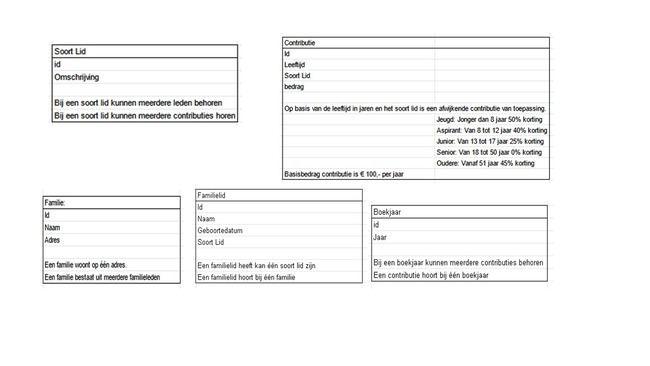 Soort Lid
id
Omschrijving
Bij een soort lid kunnen meerdere leden behoren
Bij een soort lid kunnen meerdere contributies horen
Contributie
Id
Leeftijd
Soort Lid
bedrag
Op basis van de leeftijd in jaren en het soort lid is een afwijkende contributie van toepassing.
Jeugd: Jonger dan 8 jaar 50% korting
Aspirant: Van 8 tot 12 jaar 40% korting
Junior: Van 13 tot 17 jaar 25% korting
Senior: Van 18 tot 50 jaar 0% korting
Oudere: Vanaf 51 jaar 45% korting
Basisbedrag contributie is € 100,- per jaar
Familie:
Id
Naam
Adres
Een familie woont op één adres.
Een familie bestaat uit meerdere familieleden
Familielid
Id
Naam
Geboortedatum
Soort Lid
Een familielid heeft kan één soort lid zijn
Een familielid hoort bij één familie
Boekjaar
id
Jaar
Bij een boekjaar kunnen meerdere contributies behoren
Een contributie hoort bij één boekjaar